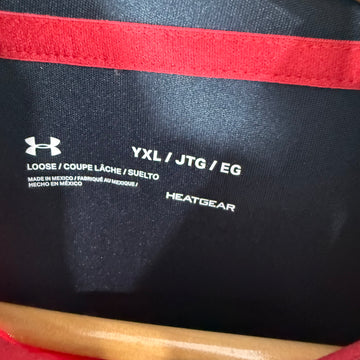 YXL / JTG / EG
LOOSE / COUPE LÂCHE / SUELTO
MADE IN MEXICO / FABRIQUÉ AU MEXIQUE /
HECHO EN MÉXICO
HEATGEAR